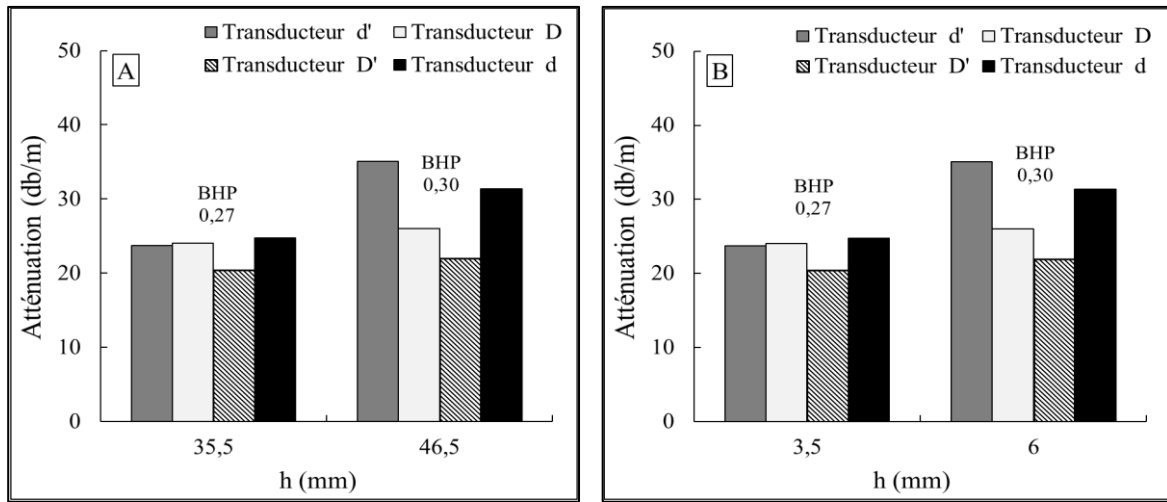 Transducteur d' Transducteur D
Transducteur D' Transducteur d
A
50
40
30
20
10
0
Atténuation (db/m)
BHP
0,27
BHP
0,30
35,5 46,5
h (mm)
Transducteur d' Transducteur D
Transducteur D' Transducteur d
B
50
40
30
20
10
0
Atténuation (db/m)
BHP
0,27
BHP
0,30
3,5 6
h (mm)